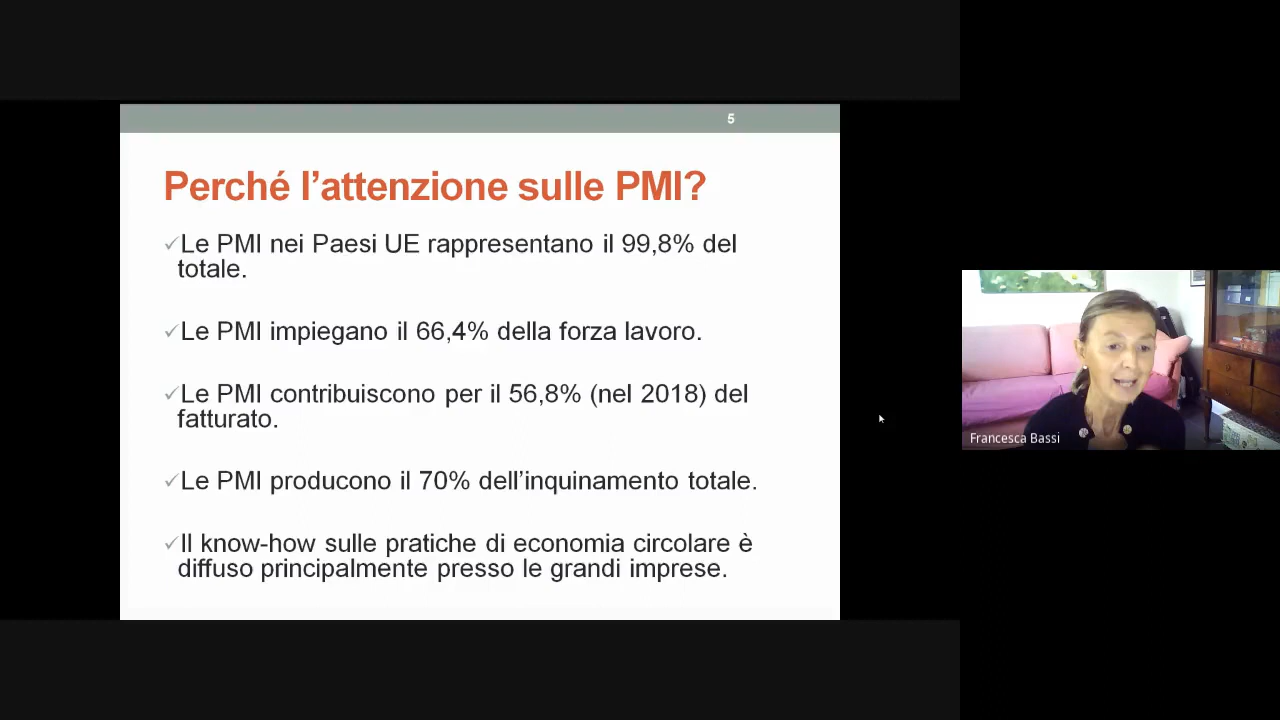 5
Perché l'attenzione sulle PMI?
✓Le PMI nei Paesi UE rappresentano il 99,8% del
totale.
✓Le PMI impiegano il 66,4% della forza lavoro.
✓Le PMI contribuiscono per il 56,8% (nel 2018) del
fatturato.
✓Le PMI producono il 70% dell'inquinamento totale.
✓Il know-how sulle pratiche di economia circolare è
diffuso principalmente presso le grandi imprese.
Francesca Bassi